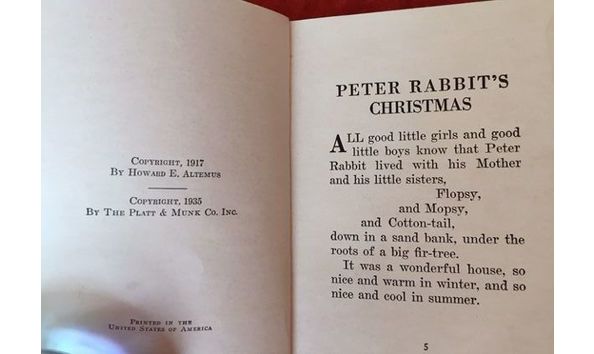 COPYRIGHT, 1917
BY HOWARD E. ALTEMUS
COPYRIGHT, 1935
BY THE PLATT & MUNK CO. INC.
PRINTED IN THE
UNITED STATES OF AMERICA
PETER RABBIT'S
CHRISTMAS
ALL good little girls and good
little boys know that Peter
Rabbit lived with his Mother
and his little sisters,
Flopsy,
and Mopsy,
and Cotton-tail,
down in a sand bank, under the
roots of a big fir-tree.
It was a wonderful house, so
nice and warm in winter, and so
nice and cool in summer.
5